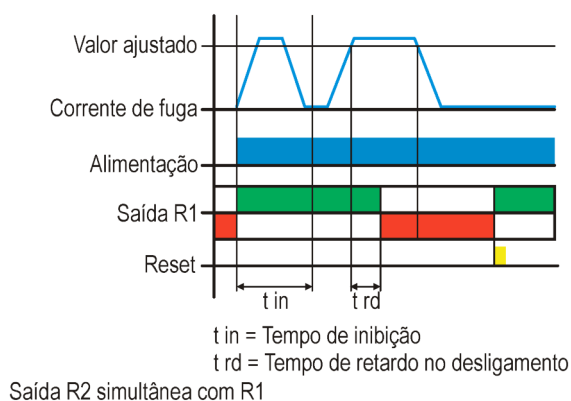 Valor ajustado
Corrente de fuga
Alimentação
Saída R1
Reset
t in
t rd
t in = Tempo de inibição
t rd = Tempo de retardo no desligamento
Saída R2 simultânea com R1